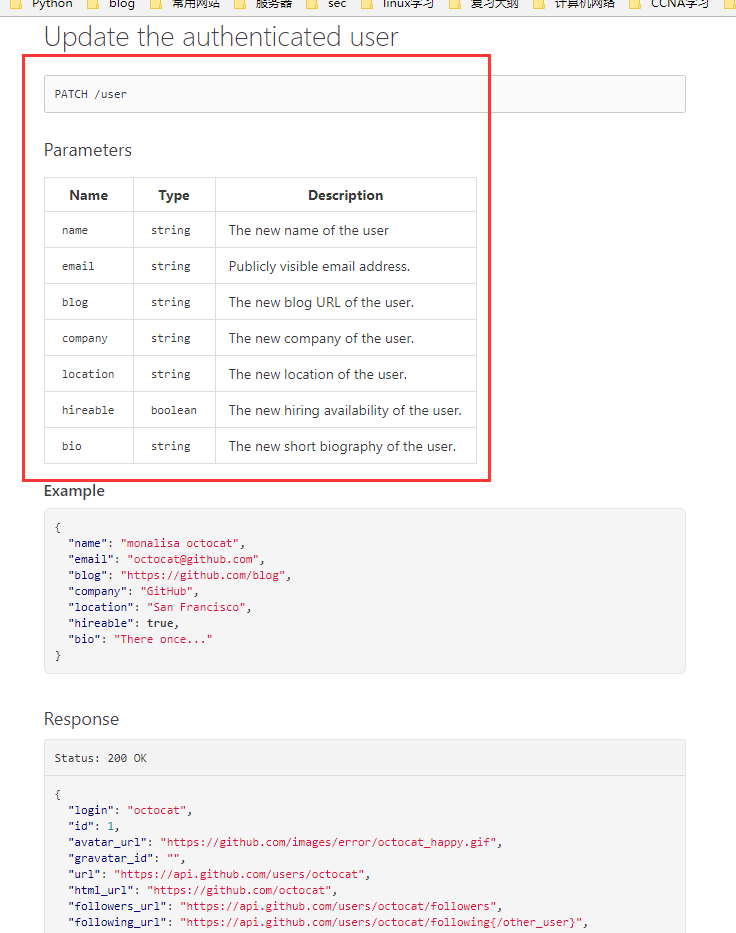 Python blog 常用网站 服务器 sec linux学习 复习大纲 计算机网络 CCNA学习
Update the authenticated user
PATCH /user
Parameters
Name Type Description
name string The new name of the user
email string Publicly visible email address.
blog string The new blog URL of the user.
company string The new company of the user.
location string The new location of the user.
hireable boolean The new hiring availability of the user.
bio string The new short biography of the user.
Example
{
"name": "monalisa octocat",
"email": "octocat@github.com",
"blog": "https://github.com/blog",
"company": "GitHub",
"location": "San Francisco",
"hireable": true,
"bio": "There once..."
}
Response
Status: 200 OK
{
"login": "octocat",
"id": 1,
"avatar_url": "https://github.com/images/error/octocat_happy.gif",
"gravatar_id": "",
"url": "https://api.github.com/users/octocat",
"html_url": "https://github.com/octocat",
"followers_url": "https://api.github.com/users/octocat/followers",
"following_url": "https://api.github.com/users/octocat/following{/other_user}",